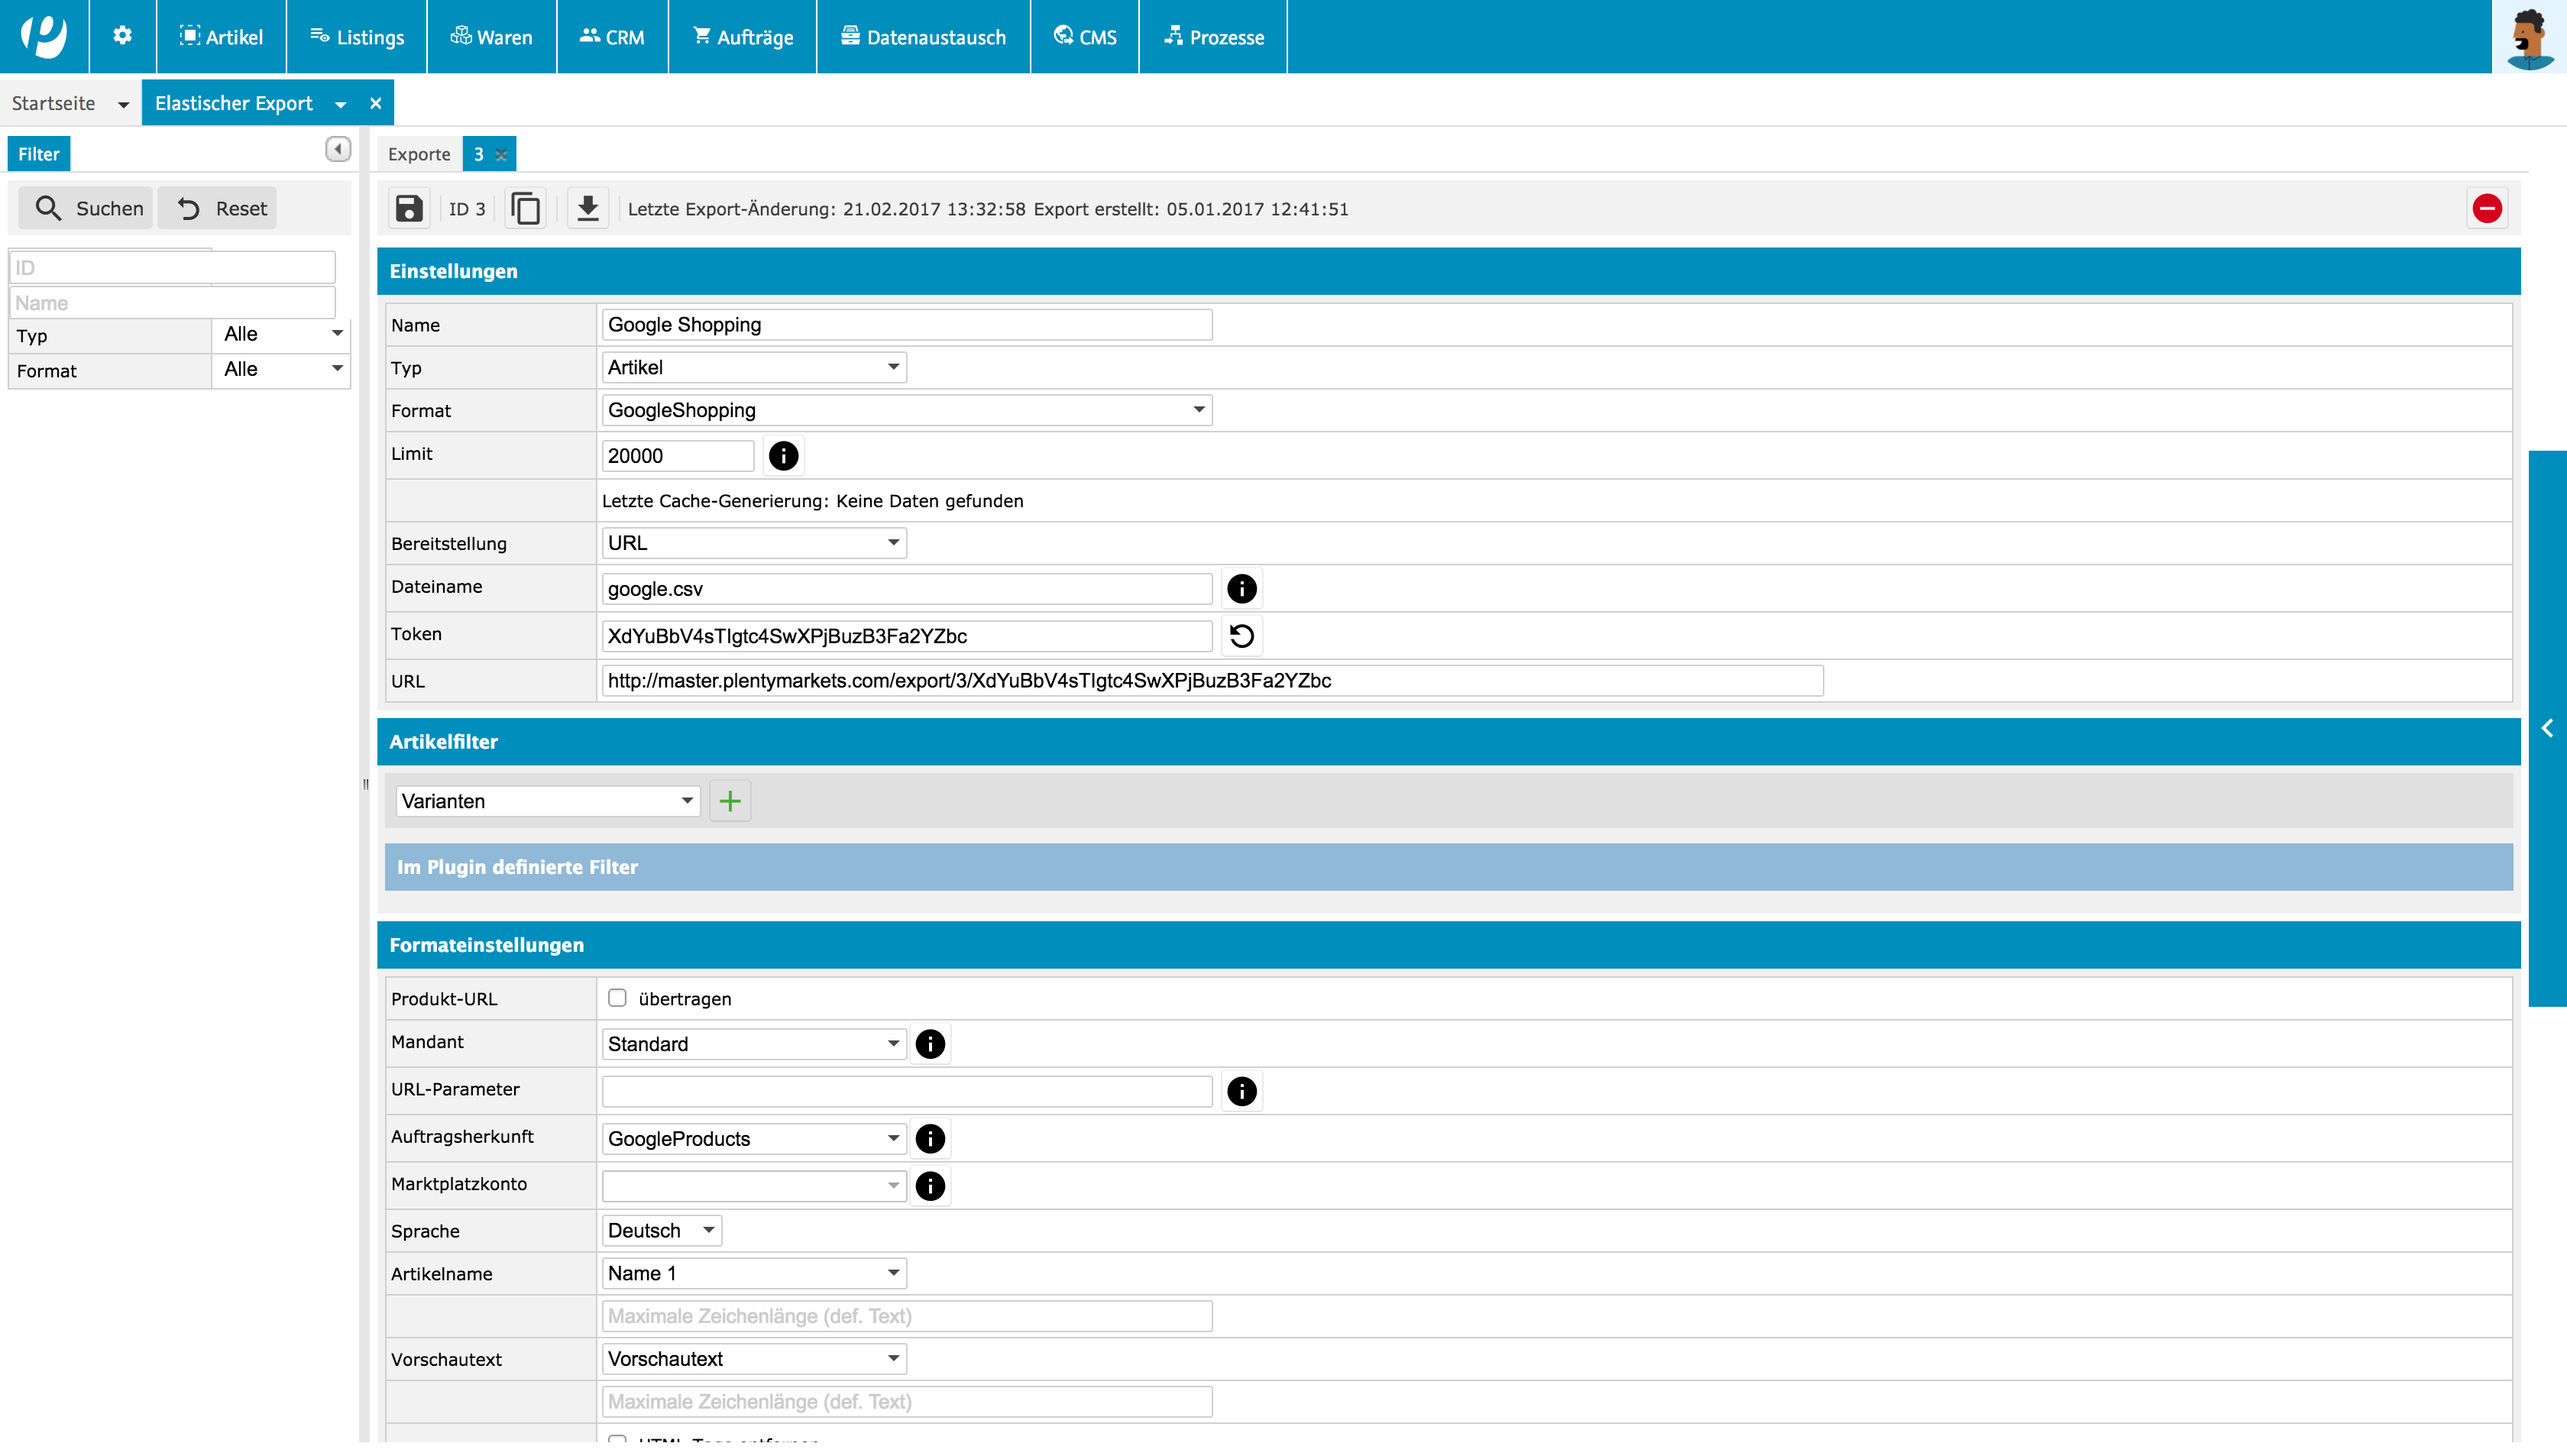 Artikel Listings Waren CRM Aufträge Datenaustausch CMS Prozesse
Startseite Elastischer Export
Filter
Suchen Reset
ID
Name
Typ Alle
Format Alle
Exporte 3
ID 3 Letzte Export-Änderung: 21.02.2017 13:32:58 Export erstellt: 05.01.2017 12:41:51
Einstellungen
Name Google Shopping
Typ Artikel
Format GoogleShopping
Limit 20000
Letzte Cache-Generierung: Keine Daten gefunden
Bereitstellung URL
Dateiname google.csv
Token XdYuBbV4sTIgtc4SwXPjBuzB3Fa2YZbc
URL http://master.plentymarkets.com/export/3/XdYuBbV4sTIgtc4SwXPjBuzB3Fa2YZbc
Artikelfilter
Varianten
Im Plugin definierte Filter
Formateinstellungen
Produkt-URL übertragen
Mandant Standard
URL-Parameter
Auftragsherkunft GoogleProducts
Marktplatzkonto
Sprache Deutsch
Artikelname Name 1
Maximale Zeichenlänge (def. Text)
Vorschautext Vorschautext
Maximale Zeichenlänge (def. Text)